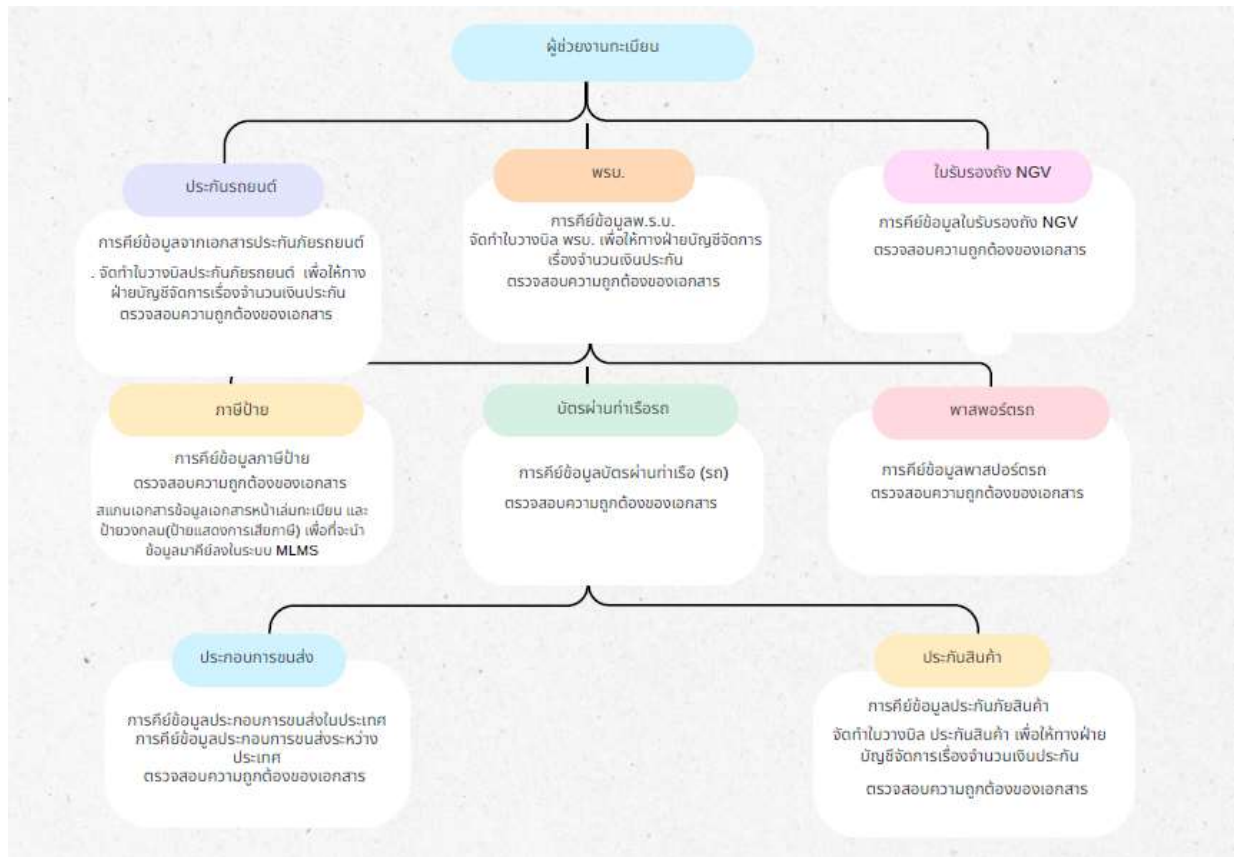 ผู้ช่วยงานทะเบียน
ประกันรถยนต์
การคีย์ข้อมูลจากเอกสารประกันภัยรถยนต์
. จัดทำใบวางบิลประกันภัยรถยนต์ เพื่อให้ทาง
ฝ่ายบัญชีจัดการเรื่องจำนวนเงินประกัน
ตรวจสอบความถูกต้องของเอกสาร
พรบ.
การคีย์ข้อมูลพ.ร.บ.
จัดทำใบวางบิล พรบ. เพื่อให้ทางฝ่ายบัญชีจัดการ
เรื่องจำนวนเงินประกัน
ตรวจสอบความถูกต้องของเอกสาร
ใบรับรองถัง NGV
การคีย์ข้อมูลใบรับรองถัง NGV
ตรวจสอบความถูกต้องของเอกสาร
ภาษีป้าย
การคีย์ข้อมูลภาษีป้าย
ตรวจสอบความถูกต้องของเอกสาร
สแกนเอกสารข้อมูลเอกสารหน้าเล่มทะเบียน และ
ป้ายวงกลม(ป้ายแสดงการเสียภาษี) เพื่อที่จะนำ
ข้อมูลมาคีย์ลงในระบบ MLMS
บัตรผ่านท่าเรือรถ
การคีย์ข้อมูลบัตรผ่านท่าเรือ (รถ)
ตรวจสอบความถูกต้องของเอกสาร
พาสพอร์ตรถ
การคีย์ข้อมูลพาสปอร์ตรถ
ตรวจสอบความถูกต้องของเอกสาร
ประกอบการขนส่ง
การคีย์ข้อมูลประกอบการขนส่งในประเทศ
การคีย์ข้อมูลประกอบการขนส่งระหว่าง
ประเทศ
ตรวจสอบความถูกต้องของเอกสาร
ประกันสินค้า
การคีย์ข้อมูลประกันภัยสินค้า
จัดทำใบวางบิล ประกันสินค้า เพื่อให้ทางฝ่าย
บัญชีจัดการเรื่องจำนวนเงินประกัน
ตรวจสอบความถูกต้องของเอกสาร